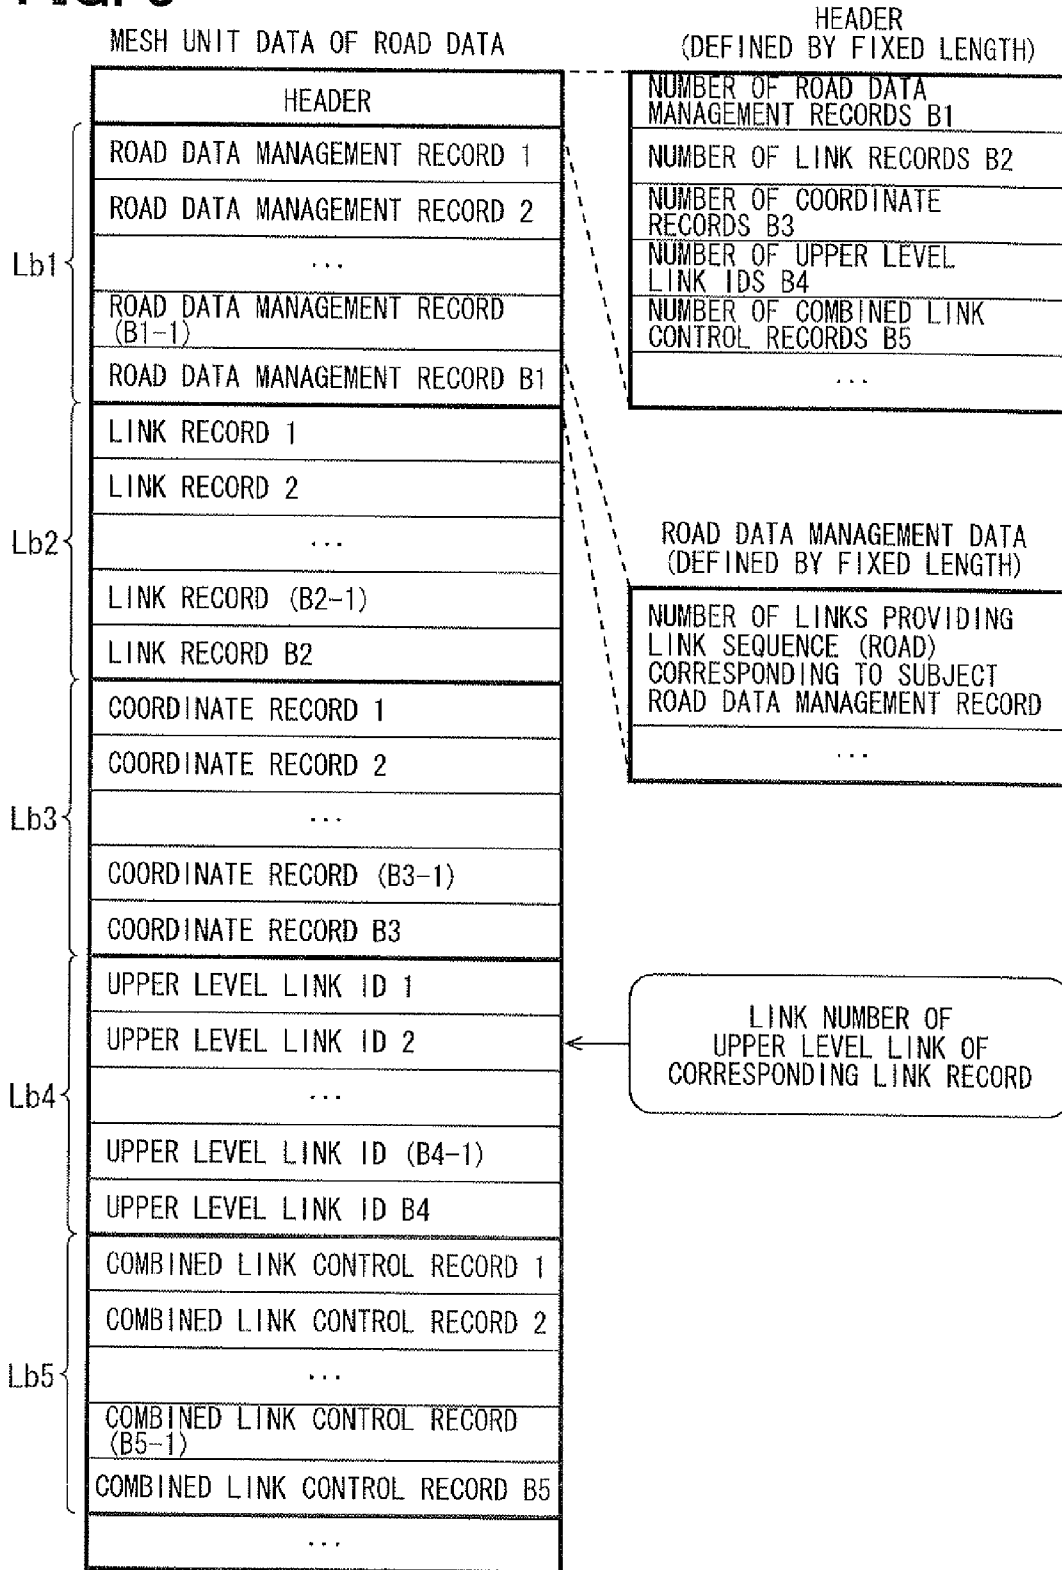 MESH UNIT DATA OF ROAD DATA
HEADER
ROAD DATA MANAGEMENT RECORD 1
ROAD DATA MANAGEMENT RECORD 2
...
ROAD DATA MANAGEMENT RECORD
(B1-1)
ROAD DATA MANAGEMENT RECORD B1
Lb1
LINK RECORD 1
LINK RECORD 2
...
LINK RECORD (B2-1)
LINK RECORD B2
Lb2
COORDINATE RECORD 1
COORDINATE RECORD 2
...
COORDINATE RECORD (B3-1)
COORDINATE RECORD B3
Lb3
UPPER LEVEL LINK ID 1
UPPER LEVEL LINK ID 2
...
UPPER LEVEL LINK ID (B4-1)
UPPER LEVEL LINK ID B4
Lb4
COMBINED LINK CONTROL RECORD 1
COMBINED LINK CONTROL RECORD 2
...
COMBINED LINK CONTROL RECORD
(B5-1)
COMBINED LINK CONTROL RECORD B5
Lb5
...
HEADER
(DEFINED BY FIXED LENGTH)
NUMBER OF ROAD DATA
MANAGEMENT RECORDS B1
NUMBER OF LINK RECORDS B2
NUMBER OF COORDINATE
RECORDS B3
NUMBER OF UPPER LEVEL
LINK IDS B4
NUMBER OF COMBINED LINK
CONTROL RECORDS B5
...
ROAD DATA MANAGEMENT DATA
(DEFINED BY FIXED LENGTH)
NUMBER OF LINKS PROVIDING
LINK SEQUENCE (ROAD)
CORRESPONDING TO SUBJECT
ROAD DATA MANAGEMENT RECORD
...
LINK NUMBER OF
UPPER LEVEL LINK OF
CORRESPONDING LINK RECORD